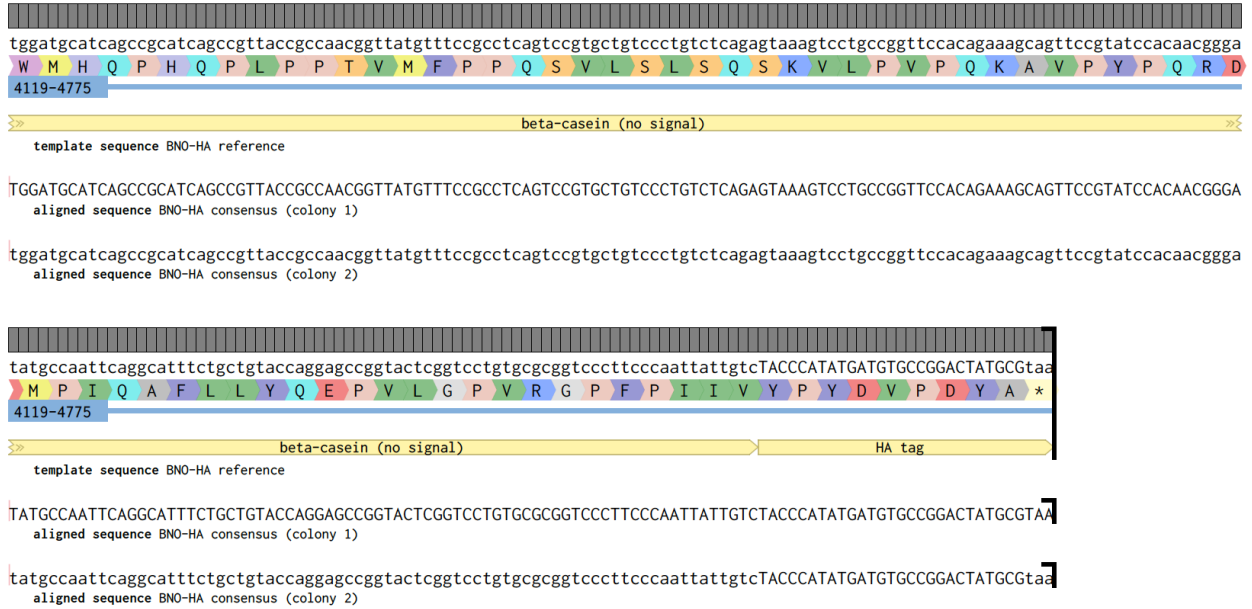 tggatgcatcagccgcatcagccgttaccgccaacggttatgtttccgcctcagtccgtgctgtccctgtctcagagtaaagtcctgccggttccacagaaagcagttccgtatccacaacggga
W M H Q P H Q P L P P T V M F P P Q S V L S L S Q S K V L P V P Q K A V P Y P Q R D
4119-4775
beta-casein (no signal)
template sequence BNO-HA reference
TGGATGCATCAGCCGCATCAGCCGTTACCGCCAACGGTTATGTTTCCGCCTCAGTCCGTGCTGTCCCTGTCTCAGAGTAAAGTCCTGCCGGTTCCACAGAAAGCAGTTCCGTATCCACAACGGGA
aligned sequence BNO-HA consensus (colony 1)
tggatgcatcagccgcatcagccgttaccgccaacggttatgtttccgcctcagtccgtgctgtccctgtctcagagtaaagtcctgccggttccacagaaagcagttccgtatccacaacggga
aligned sequence BNO-HA consensus (colony 2)
tatgccaattcaggcatttctgctgtaccaggagccggtactcggtcctgtgcgcggtcccttcccaattattgtcTACCCATATGATGTGCCGGACTATGCGtaa
M P I Q A F L L Y Q E P V L G P V R G P F P I I V Y P Y D V P D Y A *
4119-4775
beta-casein (no signal) HA tag
template sequence BNO-HA reference
TATGCCAATTCAGGCATTTCTGCTGTACCAGGAGCCGGTACTCGGTCCTGTGCGCGGTCCCTTCCCAATTATTGTCTACCCATATGATGTGCCGGACTATGCGTAA
aligned sequence BNO-HA consensus (colony 1)
tatgccaattcaggcatttctgctgtaccaggagccggtactcggtcctgtgcgcggtcccttcccaattattgtcTACCCATATGATGTGCCGGACTATGCGtaa
aligned sequence BNO-HA consensus (colony 2)